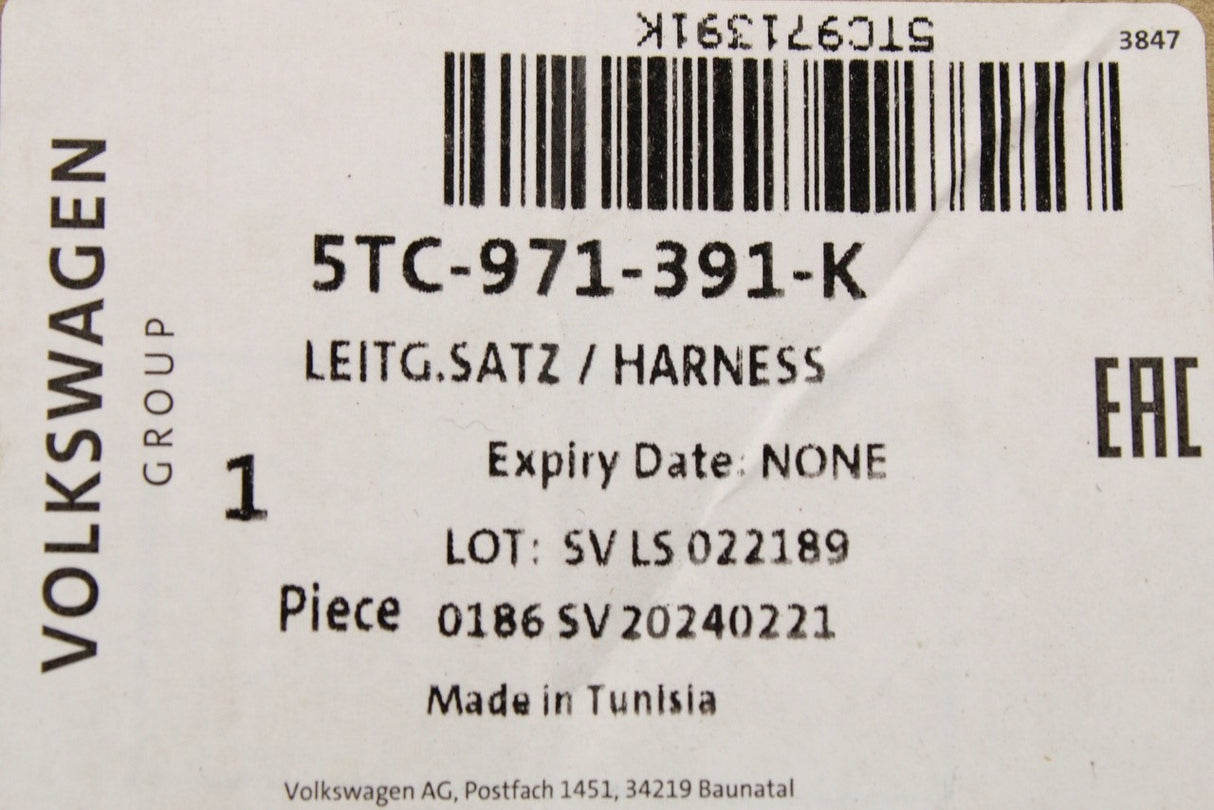 5TC971391K
3847
5TC-971-391-K
LEITG.SATZ / HARNESS
EAC
VOLKSWAGEN
GROUP
Expiry Date: NONE
1
LOT: SV LS 022189
Piece 0186 SV 20240221
Made in Tunisia
Volkswagen AG, Postfach 1451, 34219 Baunatal